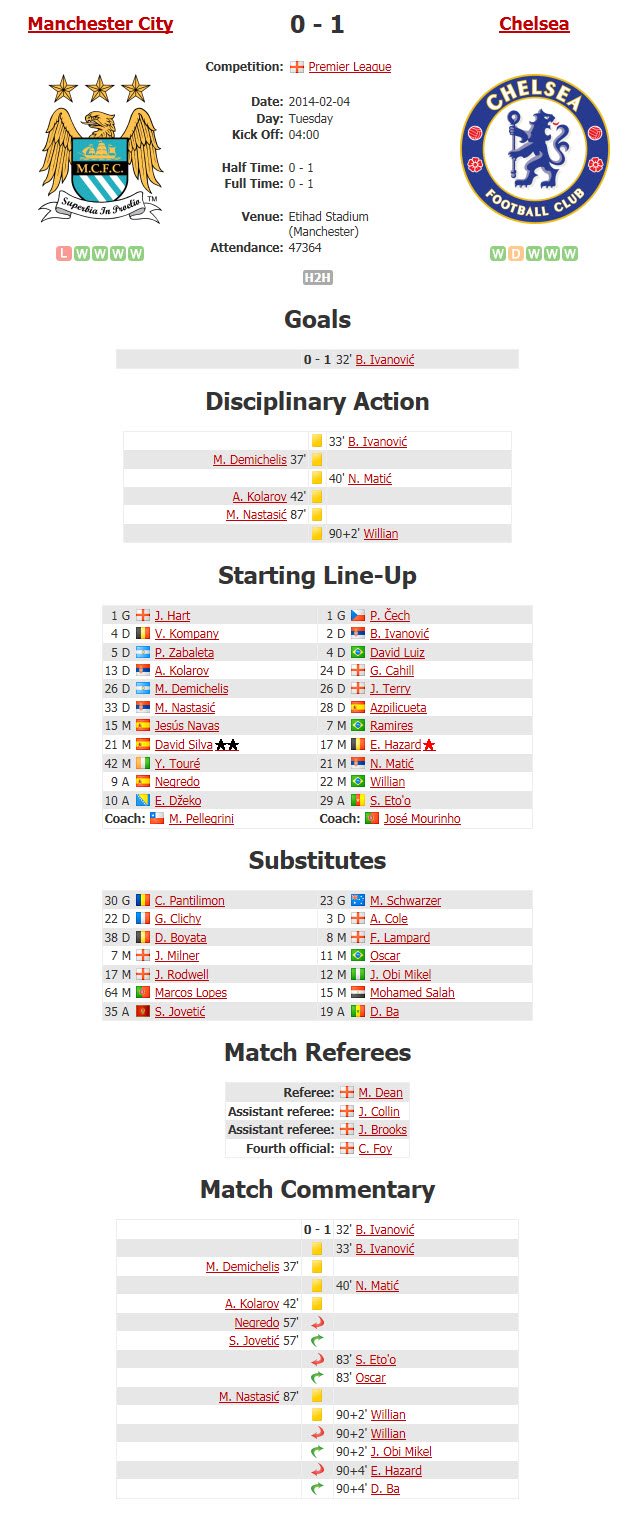 Manchester City 0 - 1 Chelsea
Competition: Premier League
Date: 2014-02-04
Day: Tuesday
Kick Off: 04:00
Half Time: 0 - 1
Full Time: 0 - 1
Venue: Etihad Stadium
(Manchester)
Attendance: 47364
M.C.F.C.
Superbia In Proelio TM
CHELSEA
FOOTBALL CLUB
L W W W W
W D W W W
H2H
Goals
0 - 1 32' B. Ivanović
Disciplinary Action
33' B. Ivanović
M. Demichelis 37'
40' N. Matić
A. Kolarov 42'
M. Nastasić 87'
90+2' Willian
Starting Line-Up
1 G J. Hart 1 G P. Čech
4 D V. Kompany 2 D B. Ivanović
5 D P. Zabaleta 4 D David Luiz
13 D A. Kolarov 24 D G. Cahill
26 D M. Demichelis 26 D J. Terry
33 D M. Nastasić 28 D Azpilicueta
15 M Jesús Navas 7 M Ramires
21 M David Silva 17 M E. Hazard
42 M Y. Touré 21 M N. Matić
9 A Negredo 22 M Willian
10 A E. Džeko 29 A S. Eto'o
Coach: M. Pellegrini Coach: José Mourinho
Substitutes
30 G C. Pantilimon 23 G M. Schwarzer
22 D G. Clichy 3 D A. Cole
38 D D. Boyata 8 M F. Lampard
7 M J. Milner 11 M Oscar
17 M J. Rodwell 12 M J. Obi Mikel
64 M Marcos Lopes 15 M Mohamed Salah
35 A S. Jovetić 19 A D. Ba
Match Referees
Referee: M. Dean
Assistant referee: J. Collin
Assistant referee: J. Brooks
Fourth official: C. Foy
Match Commentary
0 - 1 32' B. Ivanović
33' B. Ivanović
M. Demichelis 37'
40' N. Matić
A. Kolarov 42'
Negredo 57'
S. Jovetić 57'
83' S. Eto'o
83' Oscar
M. Nastasić 87'
90+2' Willian
90+2' Willian
90+2' J. Obi Mikel
90+4' E. Hazard
90+4' D. Ba